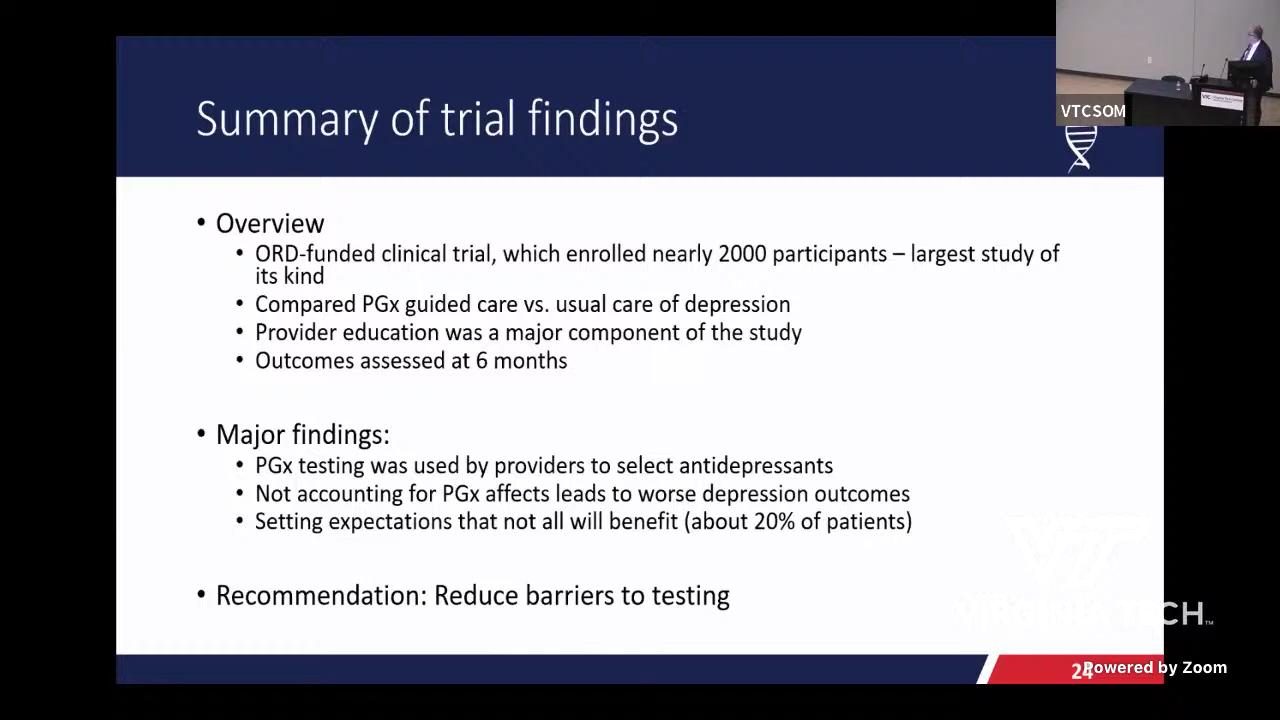 Summary of trial findings
VTCSOM
• Overview
• ORD-funded clinical trial, which enrolled nearly 2000 participants – largest study of
its kind
• Compared PGx guided care vs. usual care of depression
• Provider education was a major component of the study
• Outcomes assessed at 6 months
• Major findings:
• PGx testing was used by providers to select antidepressants
• Not accounting for PGx affects leads to worse depression outcomes
• Setting expectations that not all will benefit (about 20% of patients)
• Recommendation: Reduce barriers to testing
VIRGINIA TECH™
24
Powered by Zoom